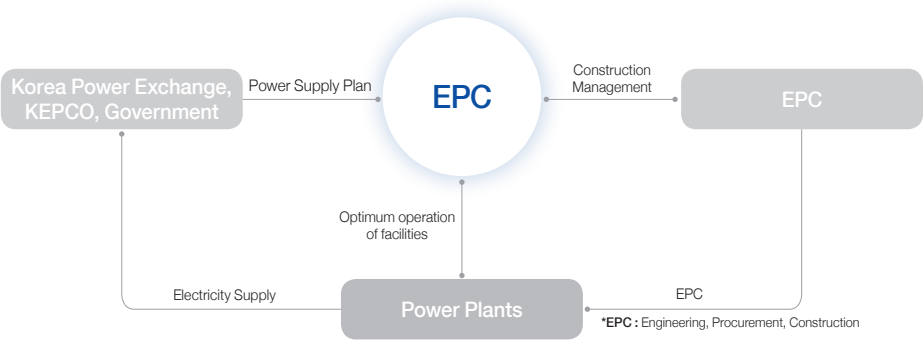 Korea Power Exchange,
KEPCO, Government
Power Supply Plan
EPC
Construction
Management
EPC
Optimum operation
of facilities
Electricity Supply
Power Plants
EPC
*EPC : Engineering, Procurement, Construction